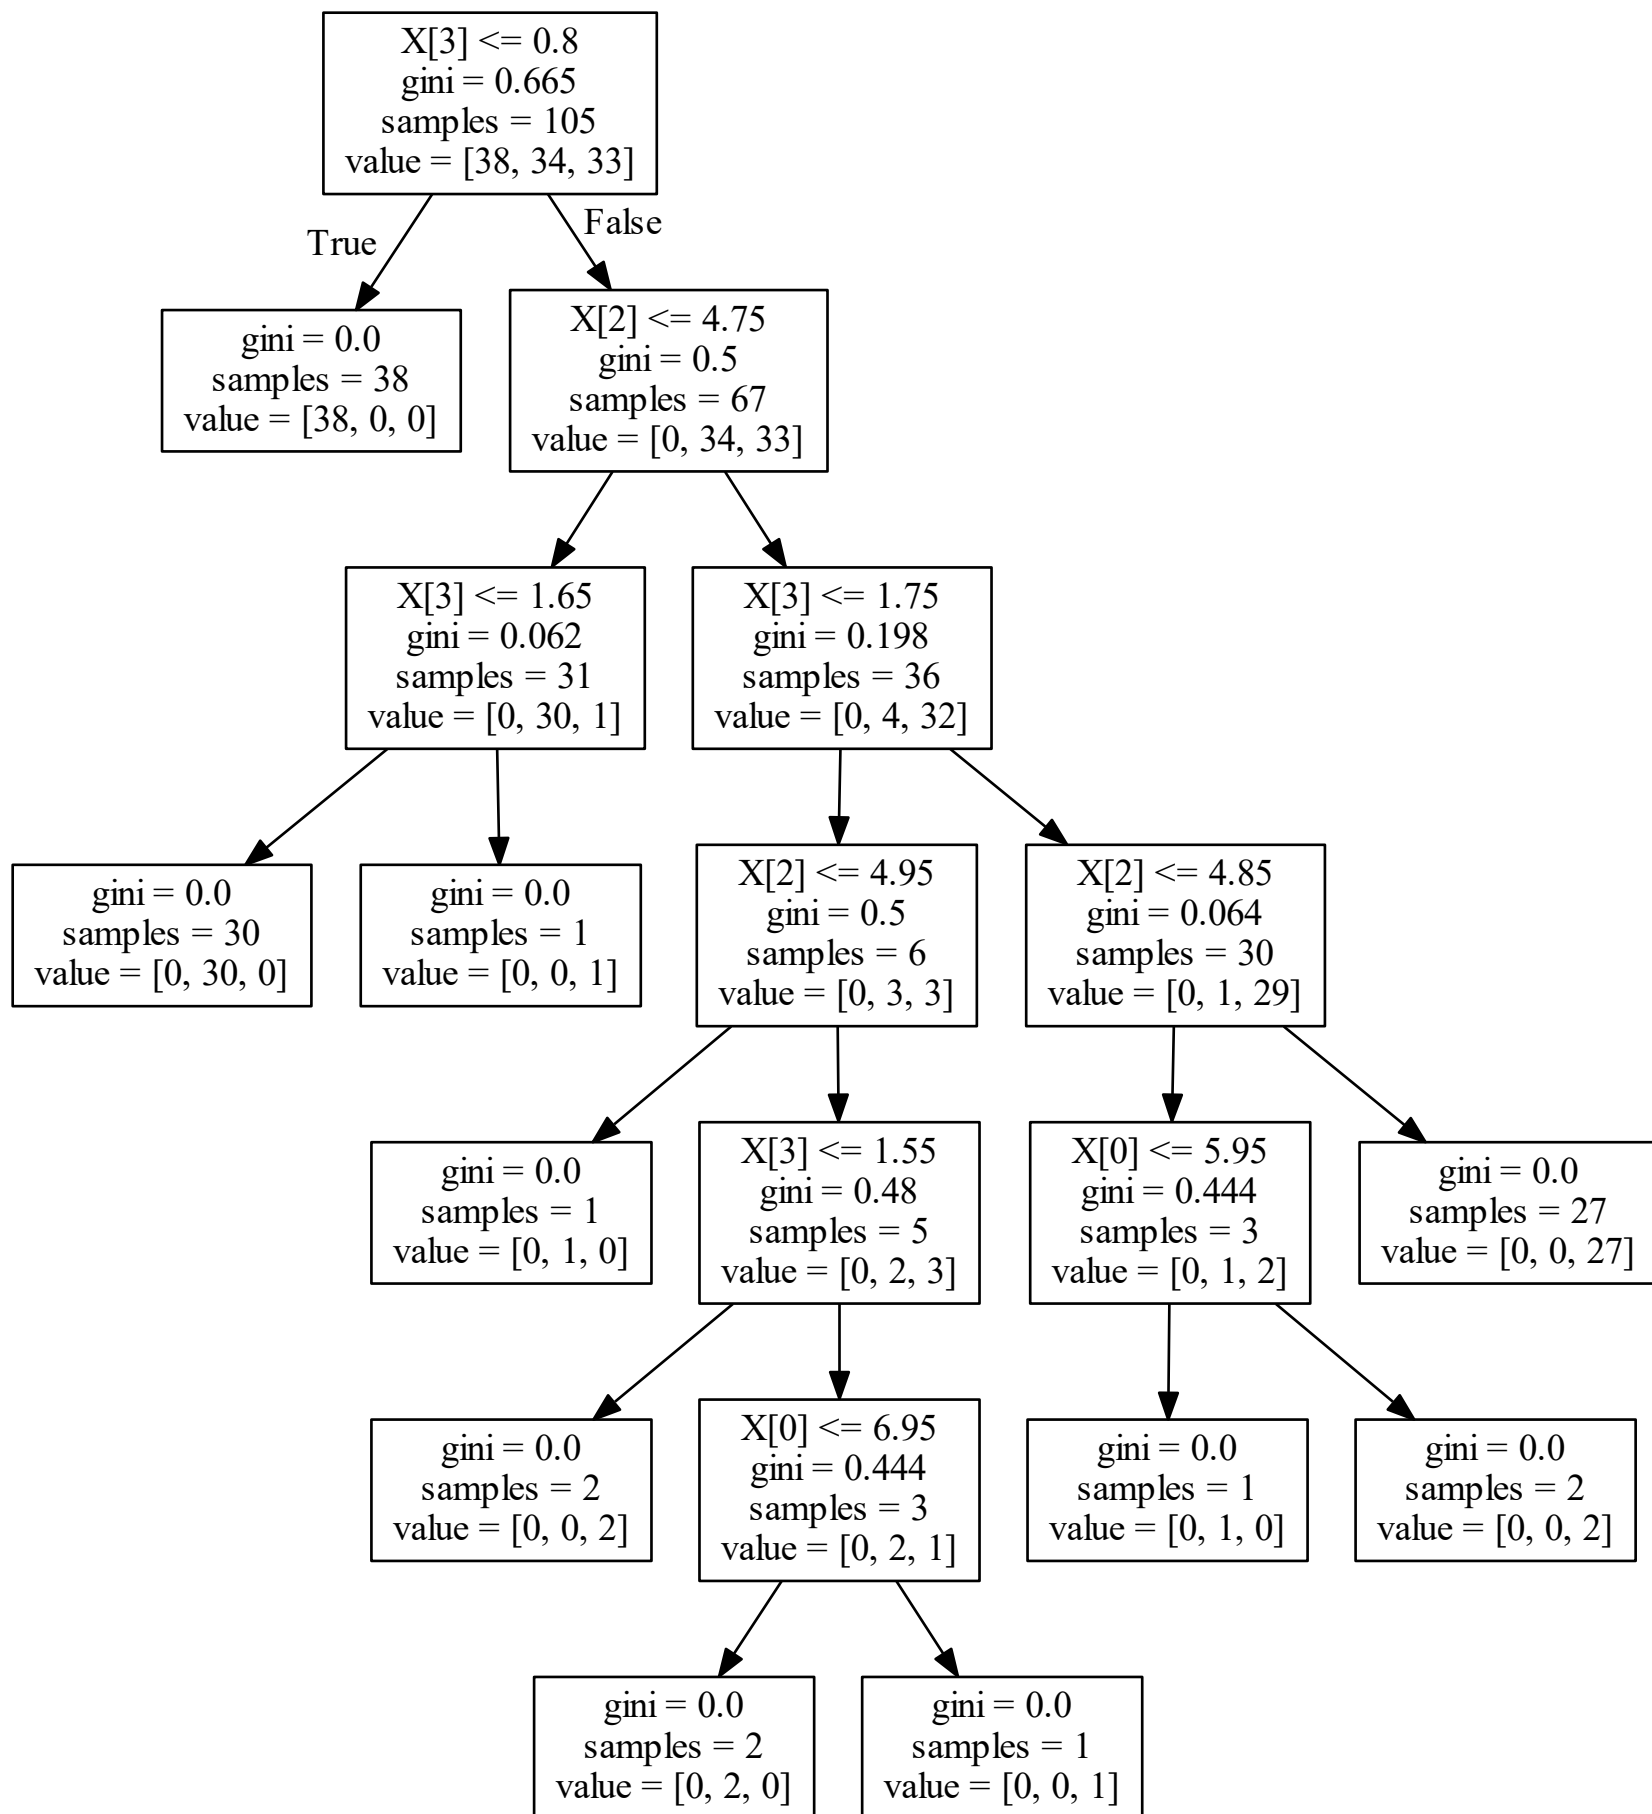 X[3] <= 0.8
gini = 0.665
samples = 105
value = [38, 34, 33]
True
False
gini = 0.0
samples = 38
value = [38, 0, 0]
X[2] <= 4.75
gini = 0.5
samples = 67
value = [0, 34, 33]
X[3] <= 1.65
gini = 0.062
samples = 31
value = [0, 30, 1]
X[3] <= 1.75
gini = 0.198
samples = 36
value = [0, 4, 32]
gini = 0.0
samples = 30
value = [0, 30, 0]
gini = 0.0
samples = 1
value = [0, 0, 1]
X[2] <= 4.95
gini = 0.5
samples = 6
value = [0, 3, 3]
X[2] <= 4.85
gini = 0.064
samples = 30
value = [0, 1, 29]
gini = 0.0
samples = 1
value = [0, 1, 0]
X[3] <= 1.55
gini = 0.48
samples = 5
value = [0, 2, 3]
X[0] <= 5.95
gini = 0.444
samples = 3
value = [0, 1, 2]
gini = 0.0
samples = 27
value = [0, 0, 27]
gini = 0.0
samples = 2
value = [0, 0, 2]
X[0] <= 6.95
gini = 0.444
samples = 3
value = [0, 2, 1]
gini = 0.0
samples = 1
value = [0, 1, 0]
gini = 0.0
samples = 2
value = [0, 0, 2]
gini = 0.0
samples = 2
value = [0, 2, 0]
gini = 0.0
samples = 1
value = [0, 0, 1]